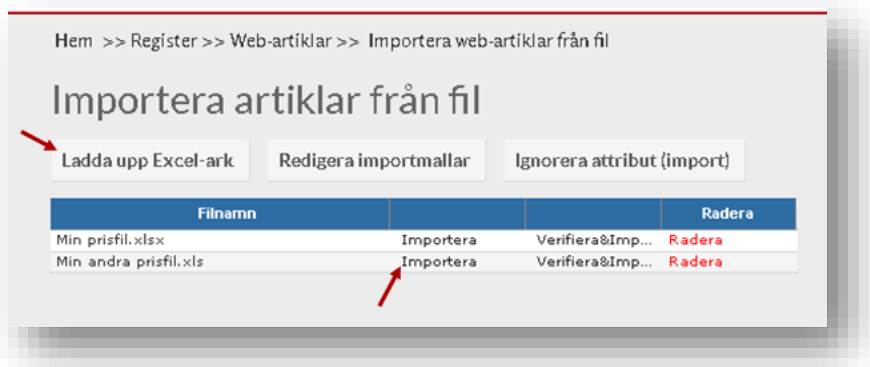 Hem >> Register >> Web-artiklar >> Importera web-artiklar från fil
Importera artiklar från fil
Ladda upp Excel-ark Redigera importmallar Ignorera attribut (import)
Filnamn Radera
Min prisfil.xlsx Importera Verifiera&Imp... Radera
Min andra prisfil.xls Importera Verifiera&Imp... Radera